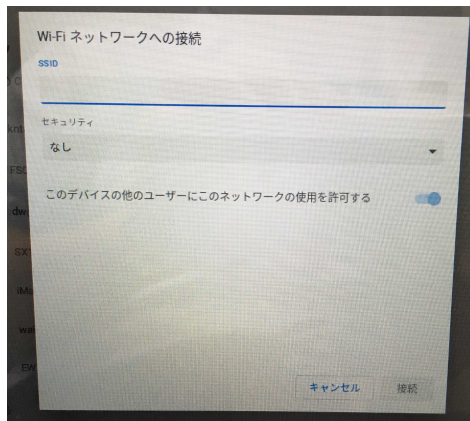 Wi-Fi ネットワークへの接続
SSID
セキュリティ
なし
このデバイスの他のユーザーにこのネットワークの使用を許可する
キャンセル
接続